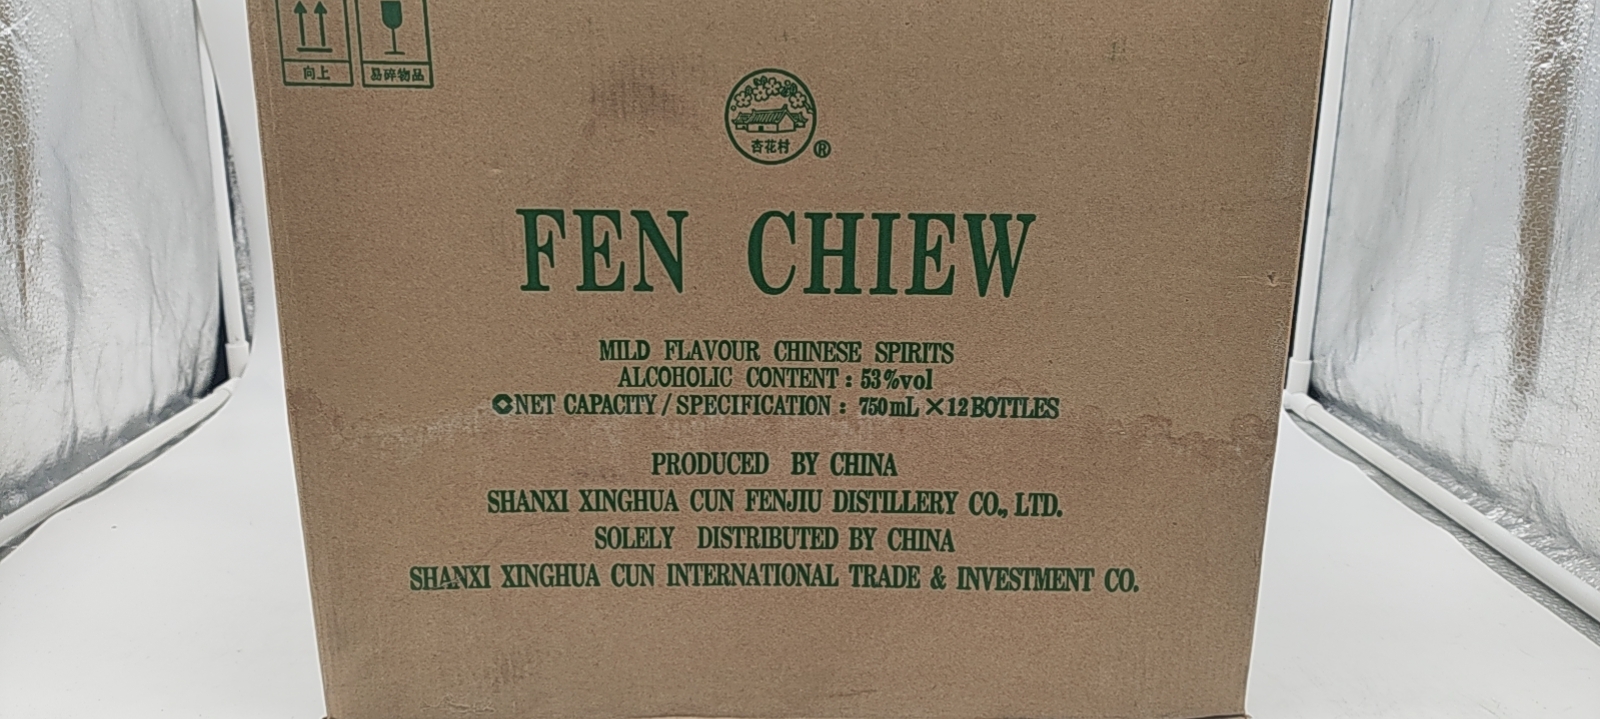 向上
易碎物品
杏花村
®
FEN CHIEW
MILD FLAVOUR CHINESE SPIRITS
ALCOHOLIC CONTENT : 53%vol
NET CAPACITY / SPECIFICATION : 750mL ×12BOTTLES
PRODUCED BY CHINA
SHANXI XINGHUA CUN FENJIU DISTILLERY CO., LTD.
SOLELY DISTRIBUTED BY CHINA
SHANXI XINGHUA CUN INTERNATIONAL TRADE & INVESTMENT CO.